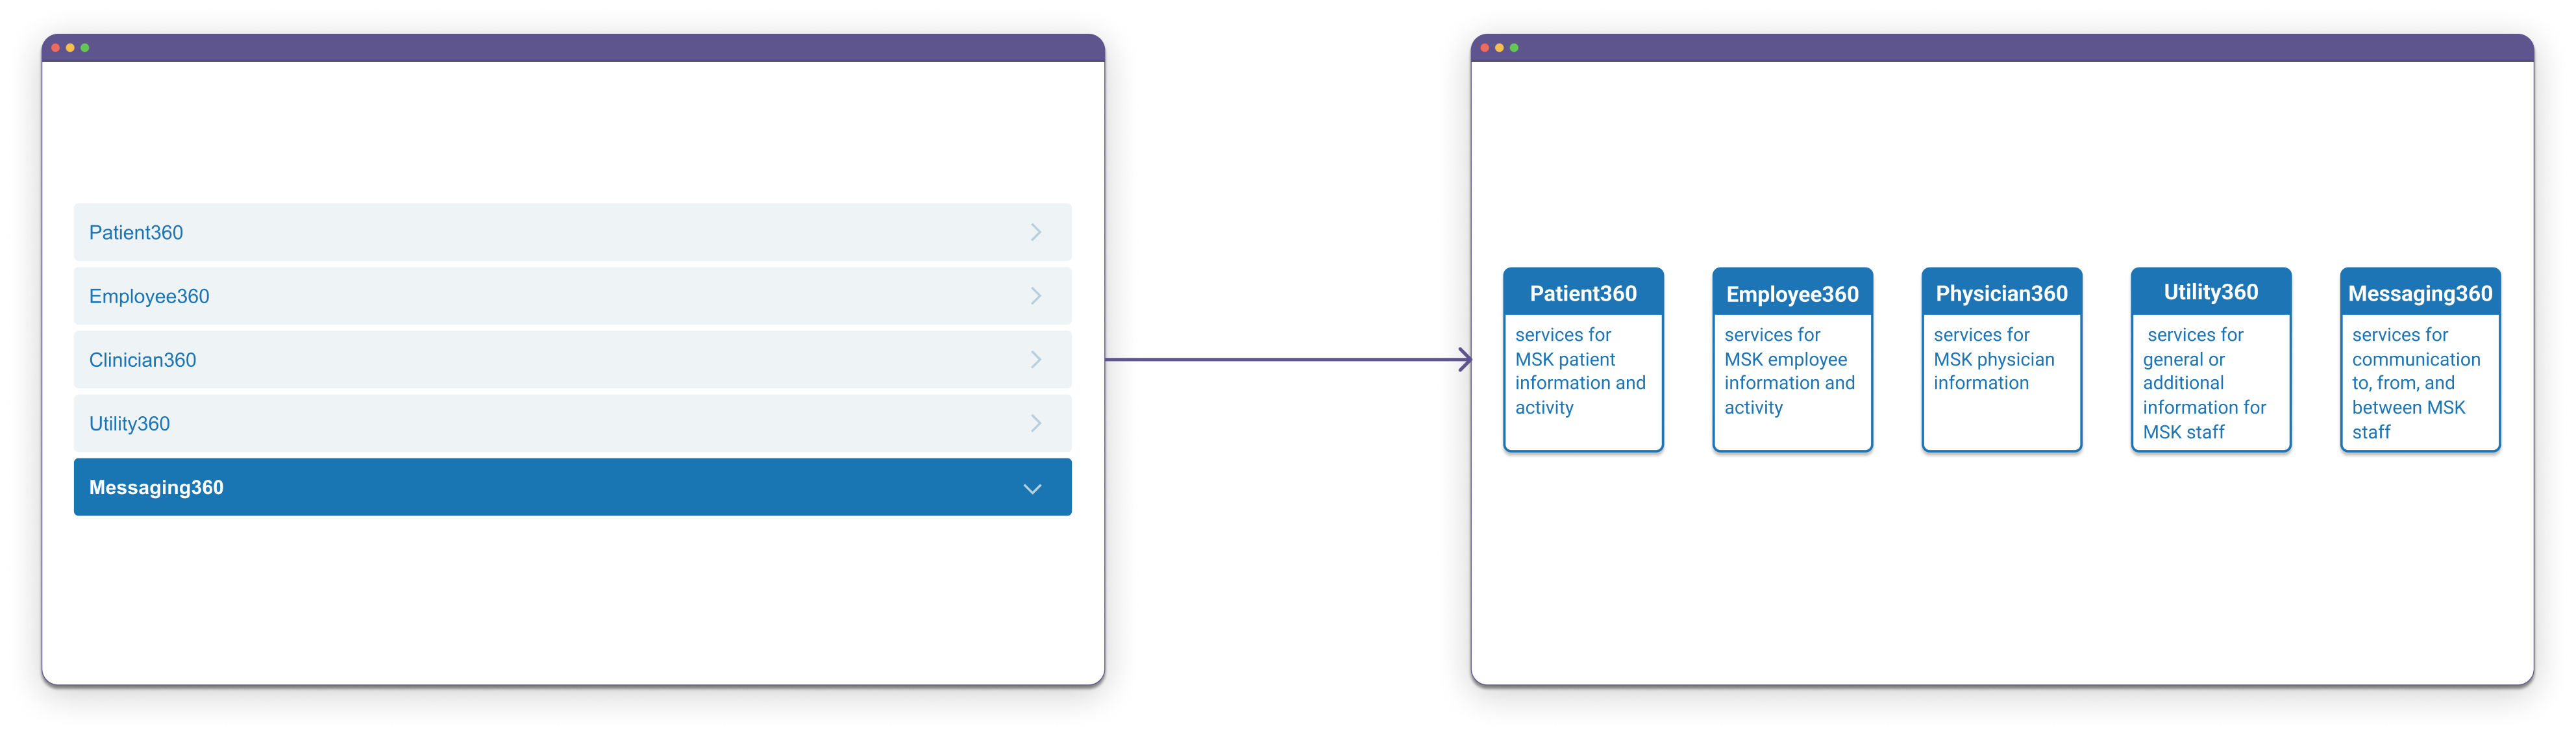 Patient360
Employee360
Clinician360
Utility360
Messaging360
Patient360
services for
MSK patient
information and
activity
Employee360
services for
MSK employee
information and
activity
Physician360
services for
MSK physician
information
Utility360
services for
general or
additional
information for
MSK staff
Messaging360
services for
communication
to, from, and
between MSK
staff